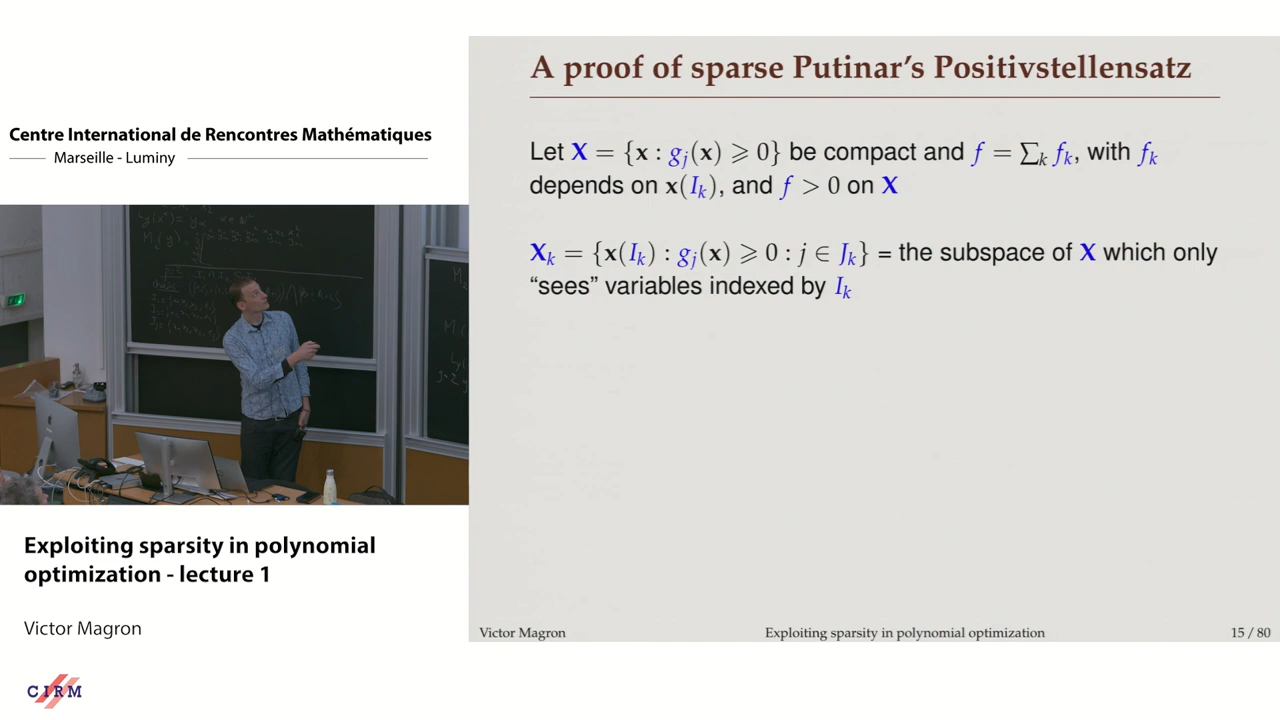 Centre International de Rencontres Mathématiques
Marseille - Luminy
Exploiting sparsity in polynomial
optimization - lecture 1
Victor Magron
CIRM
A proof of sparse Putinar's Positivstellensatz
Let X = {x : g_j(x) ⩾ 0} be compact and f = ∑_k f_k, with f_k
depends on x(I_k), and f > 0 on X
X_k = {x(I_k) : g_j(x) ⩾ 0 : j ∈ J_k} = the subspace of X which only
“sees” variables indexed by I_k
Victor Magron
Exploiting sparsity in polynomial optimization
15 / 80